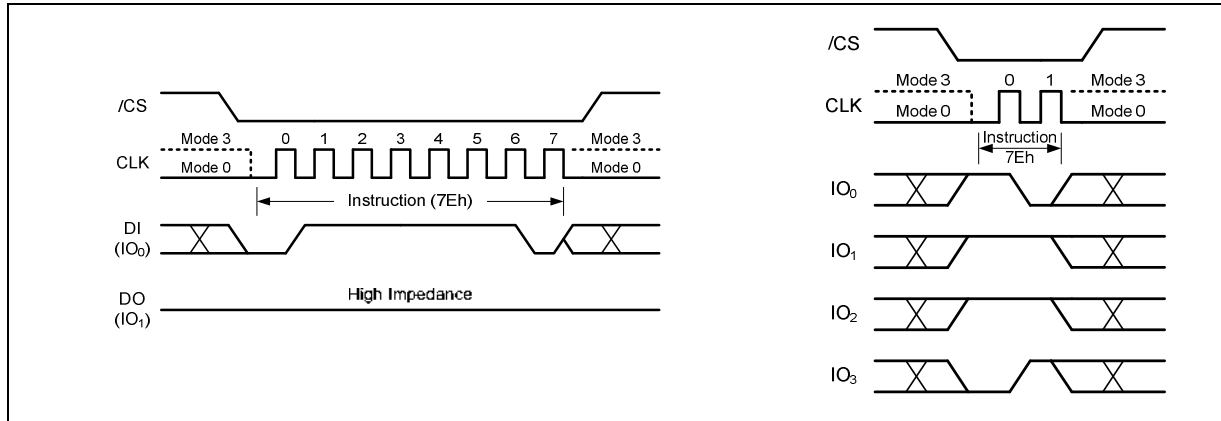 /CS
Mode 3 0 1 2 3 4 5 6 7 Mode 3
CLK
Mode 0 Mode 0
Instruction (7Eh)
DI
(IO₀)
High Impedance
DO
(IO₁)
/CS
Mode 3 0 1 Mode 3
CLK
Mode 0 Mode 0
Instruction
7Eh
IO₀
IO₁
IO₂
IO₃